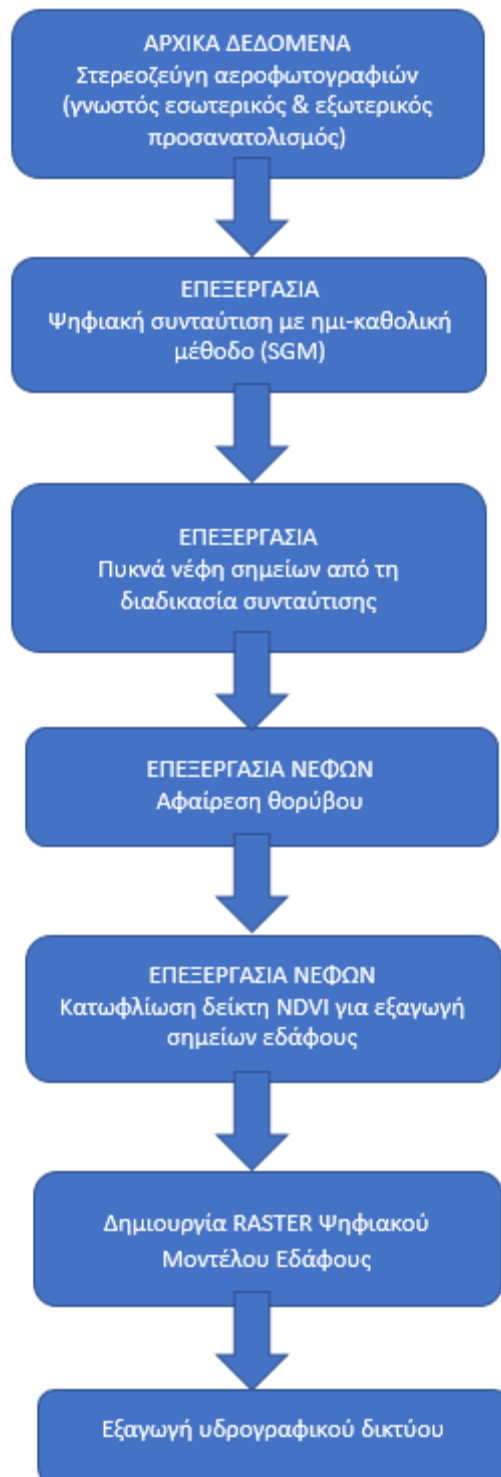 ΑΡΧΙΚΑ ΔΕΔΟΜΕΝΑ
Στερεοζεύγη αεροφωτογραφιών
(γνωστός εσωτερικός & εξωτερικός
προσανατολισμός)
ΕΠΕΞΕΡΓΑΣΙΑ
Ψηφιακή συνταύτιση με ημι-καθολική
μέθοδο (SGM)
ΕΠΕΞΕΡΓΑΣΙΑ
Πυκνά νέφη σημείων από τη
διαδικασία συνταύτισης
ΕΠΕΞΕΡΓΑΣΙΑ ΝΕΦΩΝ
Αφαίρεση θορύβου
ΕΠΕΞΕΡΓΑΣΙΑ ΝΕΦΩΝ
Κατωφλίωση δείκτη NDVI για εξαγωγή
σημείων εδάφους
Δημιουργία RASTER Ψηφιακού
Μοντέλου Εδάφους
Εξαγωγή υδρογραφικού δικτύου